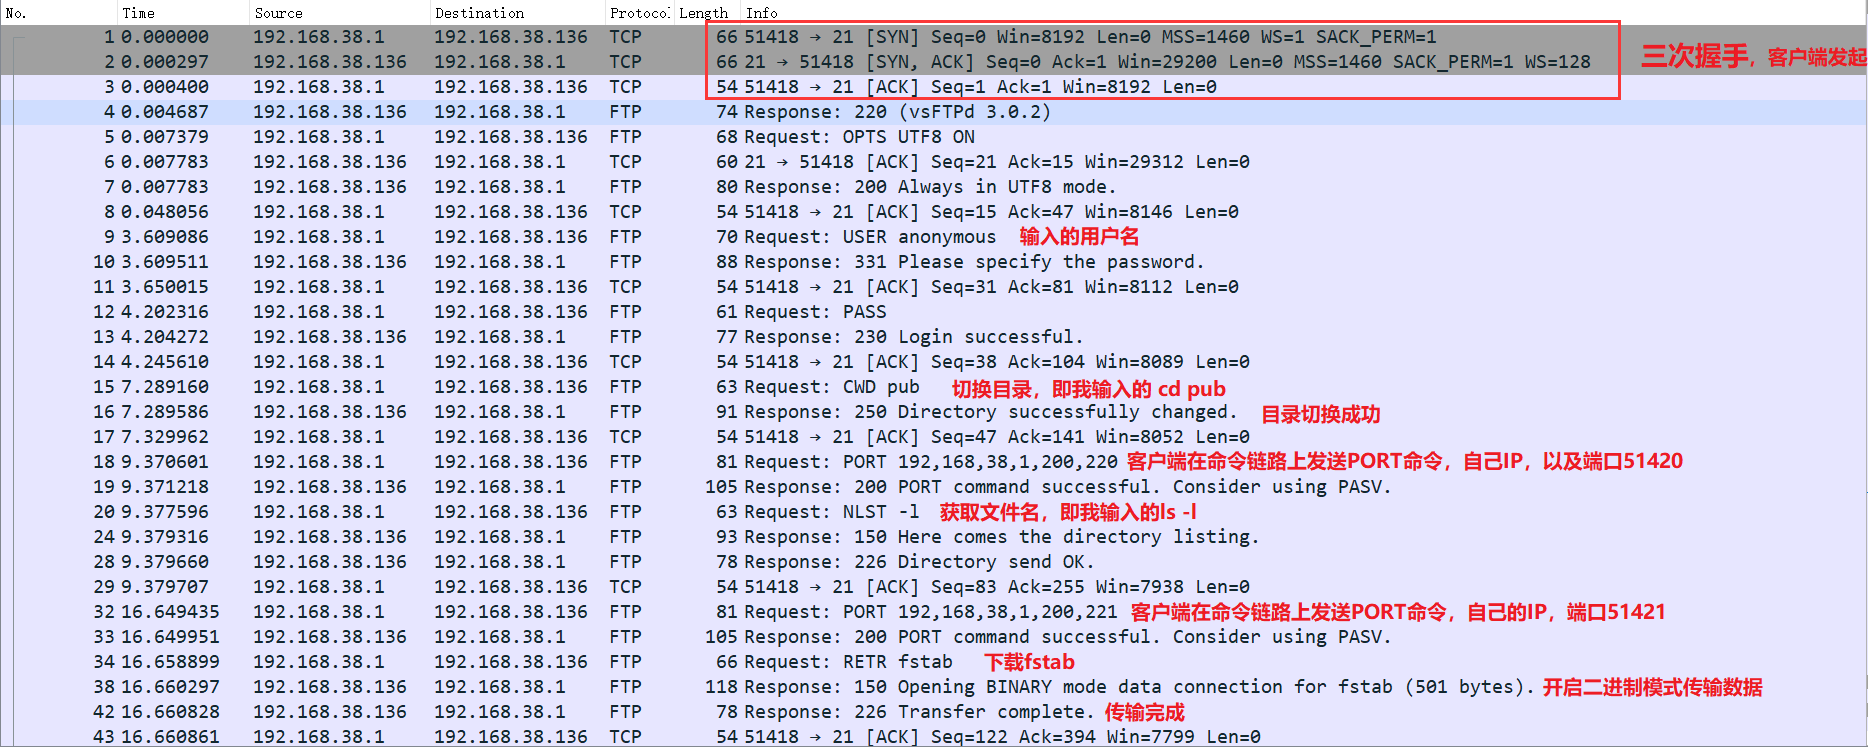 No. Time Source Destination Protocol Length Info
1 0.000000 192.168.38.1 192.168.38.136 TCP 66 51418 → 21 [SYN] Seq=0 Win=8192 Len=0 MSS=1460 WS=1 SACK_PERM=1
三次握手，客户端发起
2 0.000297 192.168.38.136 192.168.38.1 TCP 66 21 → 51418 [SYN, ACK] Seq=0 Ack=1 Win=29200 Len=0 MSS=1460 SACK_PERM=1 WS=128
3 0.000400 192.168.38.1 192.168.38.136 TCP 54 51418 → 21 [ACK] Seq=1 Ack=1 Win=8192 Len=0
4 0.004687 192.168.38.136 192.168.38.1 FTP 74 Response: 220 (vsFTPd 3.0.2)
5 0.007379 192.168.38.1 192.168.38.136 FTP 68 Request: OPTS UTF8 ON
6 0.007783 192.168.38.136 192.168.38.1 TCP 60 21 → 51418 [ACK] Seq=21 Ack=15 Win=29312 Len=0
7 0.007783 192.168.38.136 192.168.38.1 FTP 80 Response: 200 Always in UTF8 mode.
8 0.048056 192.168.38.1 192.168.38.136 TCP 54 51418 → 21 [ACK] Seq=15 Ack=47 Win=8146 Len=0
9 3.609086 192.168.38.1 192.168.38.136 FTP 70 Request: USER anonymous 输入的用户名
10 3.609511 192.168.38.136 192.168.38.1 FTP 88 Response: 331 Please specify the password.
11 3.650015 192.168.38.1 192.168.38.136 TCP 54 51418 → 21 [ACK] Seq=31 Ack=81 Win=8112 Len=0
12 4.202316 192.168.38.1 192.168.38.136 FTP 61 Request: PASS
13 4.204272 192.168.38.136 192.168.38.1 FTP 77 Response: 230 Login successful.
14 4.245610 192.168.38.1 192.168.38.136 TCP 54 51418 → 21 [ACK] Seq=38 Ack=104 Win=8089 Len=0
15 7.289160 192.168.38.1 192.168.38.136 FTP 63 Request: CWD pub 切换目录，即我输入的 cd pub
16 7.289586 192.168.38.136 192.168.38.1 FTP 91 Response: 250 Directory successfully changed. 目录切换成功
17 7.329962 192.168.38.1 192.168.38.136 TCP 54 51418 → 21 [ACK] Seq=47 Ack=141 Win=8052 Len=0
18 9.370601 192.168.38.1 192.168.38.136 FTP 81 Request: PORT 192,168,38,1,200,220 客户端在命令链路上发送PORT命令，自己IP，以及端口51420
19 9.371218 192.168.38.136 192.168.38.1 FTP 105 Response: 200 PORT command successful. Consider using PASV.
20 9.377596 192.168.38.1 192.168.38.136 FTP 63 Request: NLST -l 获取文件名，即我输入的ls -l
24 9.379316 192.168.38.136 192.168.38.1 FTP 93 Response: 150 Here comes the directory listing.
28 9.379660 192.168.38.136 192.168.38.1 FTP 78 Response: 226 Directory send OK.
29 9.379707 192.168.38.1 192.168.38.136 TCP 54 51418 → 21 [ACK] Seq=83 Ack=255 Win=7938 Len=0
32 16.649435 192.168.38.1 192.168.38.136 FTP 81 Request: PORT 192,168,38,1,200,221 客户端在命令链路上发送PORT命令，自己的IP，端口51421
33 16.649951 192.168.38.136 192.168.38.1 FTP 105 Response: 200 PORT command successful. Consider using PASV.
34 16.658899 192.168.38.1 192.168.38.136 FTP 66 Request: RETR fstab 下载fstab
38 16.660297 192.168.38.136 192.168.38.1 FTP 118 Response: 150 Opening BINARY mode data connection for fstab (501 bytes). 开启二进制模式传输数据
42 16.660828 192.168.38.136 192.168.38.1 FTP 78 Response: 226 Transfer complete. 传输完成
43 16.660861 192.168.38.1 192.168.38.136 TCP 54 51418 → 21 [ACK] Seq=122 Ack=394 Win=7799 Len=0